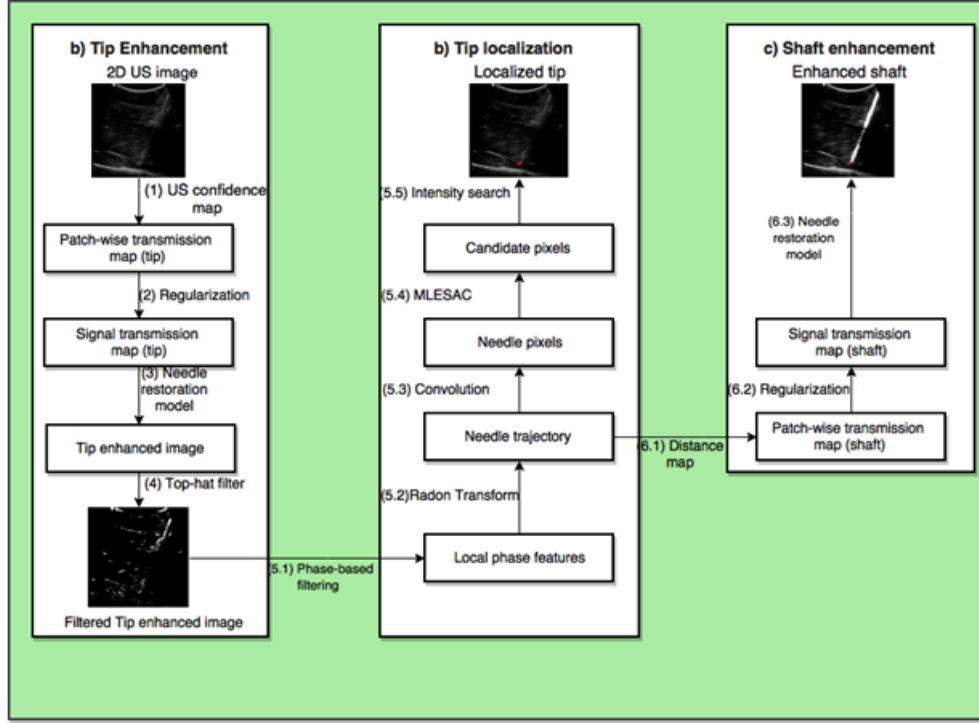 b) Tip Enhancement
2D US image
(1) US confidence
map
Patch-wise transmission
map (tip)
(2) Regularization
Signal transmission
map (tip)
(3) Needle
restoration
model
Tip enhanced image
(4) Top-hat filter
Filtered Tip enhanced image
(5.1) Phase-based
filtering
b) Tip localization
Localized tip
(5.5) Intensity search
Candidate pixels
(5.4) MLESAC
Needle pixels
(5.3) Convolution
Needle trajectory
(5.2)Radon Transform
Local phase features
(6.1) Distance
map
c) Shaft enhancement
Enhanced shaft
(6.3) Needle
restoration
model
Signal transmission
map (shaft)
(6.2) Regularization
Patch-wise transmission
map (shaft)